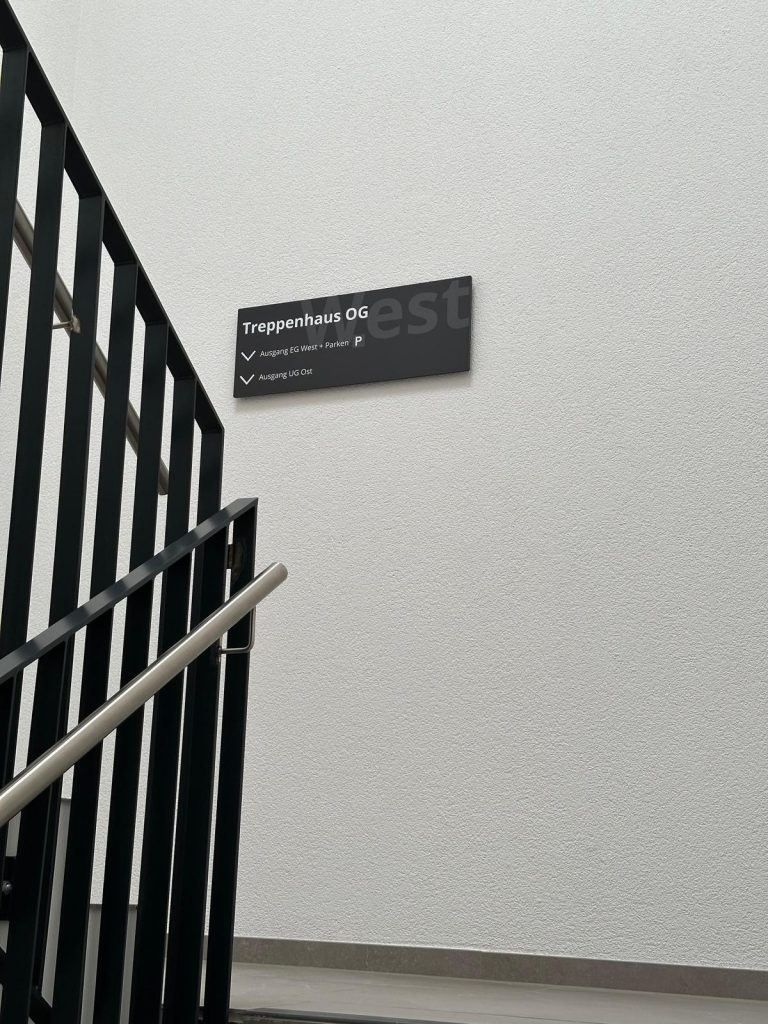 West
Treppenhaus OG
Ausgang EG West + Parken P
Ausgang UG Ost